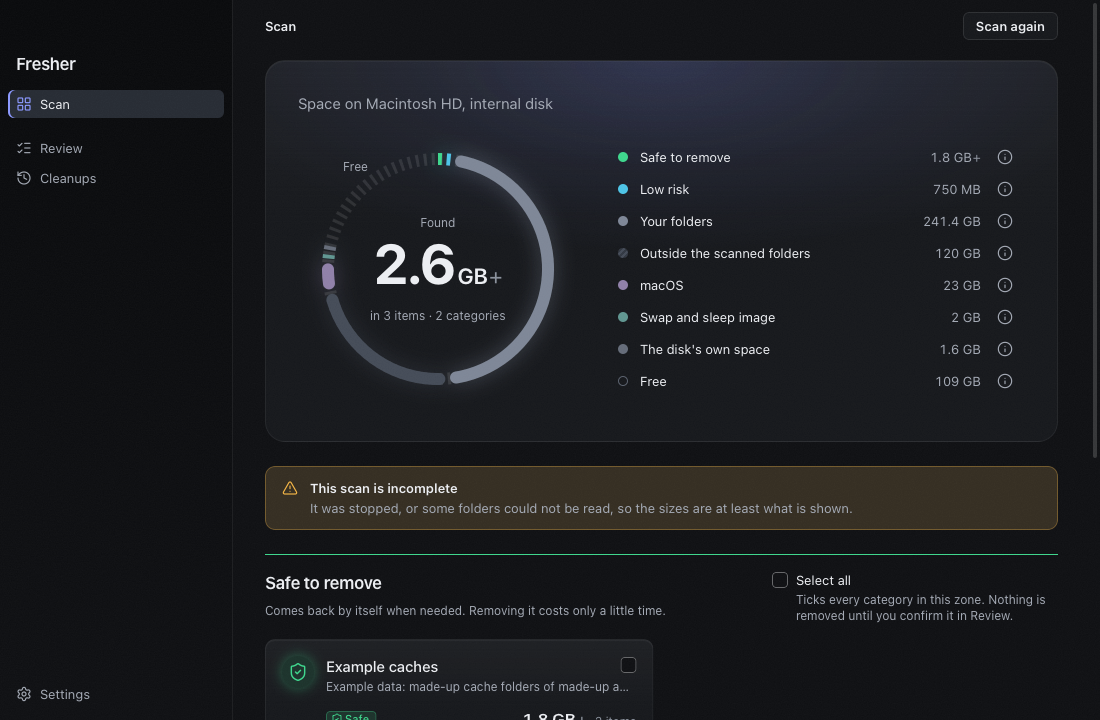 Scan
Scan again
Fresher
Scan
Review
Cleanups
Settings
Space on Macintosh HD, internal disk
Free
Found
2.6 GB+
in 3 items · 2 categories
Safe to remove 1.8 GB+
Low risk 750 MB
Your folders 241.4 GB
Outside the scanned folders 120 GB
macOS 23 GB
Swap and sleep image 2 GB
The disk's own space 1.6 GB
Free 109 GB
This scan is incomplete
It was stopped, or some folders could not be read, so the sizes are at least what is shown.
Safe to remove
Comes back by itself when needed. Removing it costs only a little time.
Select all
Ticks every category in this zone. Nothing is
removed until you confirm it in Review.
Example caches
Example data: made-up cache folders of made-up a...
Safe 1.8 GB